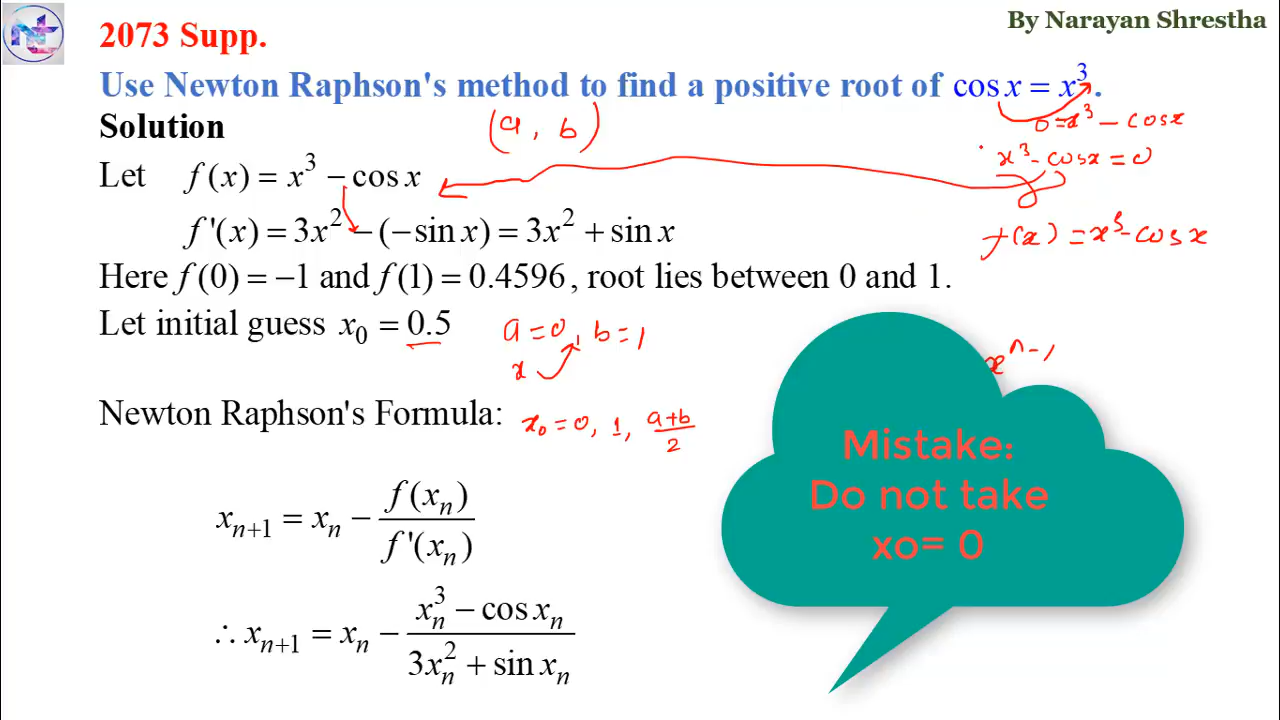 By Narayan Shrestha
2073 Supp.
Use Newton Raphson's method to find a positive root of cos x = x³.
0 = x³ − cosx
Solution
(a, b)
x³ − cosx = 0
Let f(x) = x³ − cos x
f'(x) = 3x² − (−sin x) = 3x² + sin x
f(x) = x³ − cos x
Here f(0) = −1 and f(1) = 0.4596, root lies between 0 and 1.
Let initial guess x₀ = 0.5
a = 0, b = 1
x
xⁿ⁻¹
Newton Raphson's Formula:
x₀ = 0, 1, (a+b)/2
xₙ₊₁ = xₙ − f(xₙ)/f'(xₙ)
∴ xₙ₊₁ = xₙ − (xₙ³ − cos xₙ)/(3xₙ² + sin xₙ)
Mistake:
Do not take
xo= 0